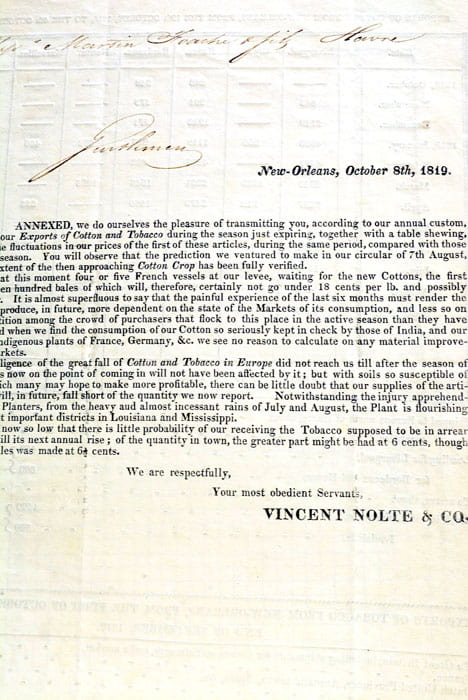 Martin Foache & fils Havre
Gentlemen
New-Orleans, October 8th, 1819.
ANNEXED, we do ourselves the pleasure of transmitting you, according to our annual custom,
our Exports of Cotton and Tobacco during the season just expiring, together with a table shewing,
e fluctuations in our prices of the first of these articles, during the same period, compared with those
season. You will observe that the prediction we ventured to make in our circular of 7th August,
xtent of the then approaching Cotton Crop has been fully verified.
at this moment four or five French vessels at our levee, waiting for the new Cottons, the first
en hundred bales of which will, therefore, certainly not go under 18 cents per lb. and possibly
. It is almost superfluous to say that the painful experience of the last six months must render the
produce, in future, more dependent on the state of the Markets of its consumption, and less so on
tition among the crowd of purchasers that flock to this place in the active season than they have
d when we find the consumption of our Cotton so seriously kept in check by those of India, and our
ndigenous plants of France, Germany, &c. we see no reason to calculate on any material improve-
rkets.
lligence of the great fall of Cotton and Tobacco in Europe did not reach us till after the season of
s now on the point of coming in will not have been affected by it; but with soils so susceptible of
ich many may hope to make more profitable, there can be little doubt that our supplies of the arti-
vill, in future, fall short of the quantity we now report. Notwithstanding the injury apprehend-
Planters, from the heavy and almost incessant rains of July and August, the Plant is flourishing
t important districts in Louisiana and Mississippi.
now so low that there is little probability of our receiving the Tobacco supposed to be in arrear
ill its next annual rise; of the quantity in town, the greater part might be had at 6 cents, though
les was made at 6½ cents.
We are respectfully,
Your most obedient Servants,
VINCENT NOLTE & CO.